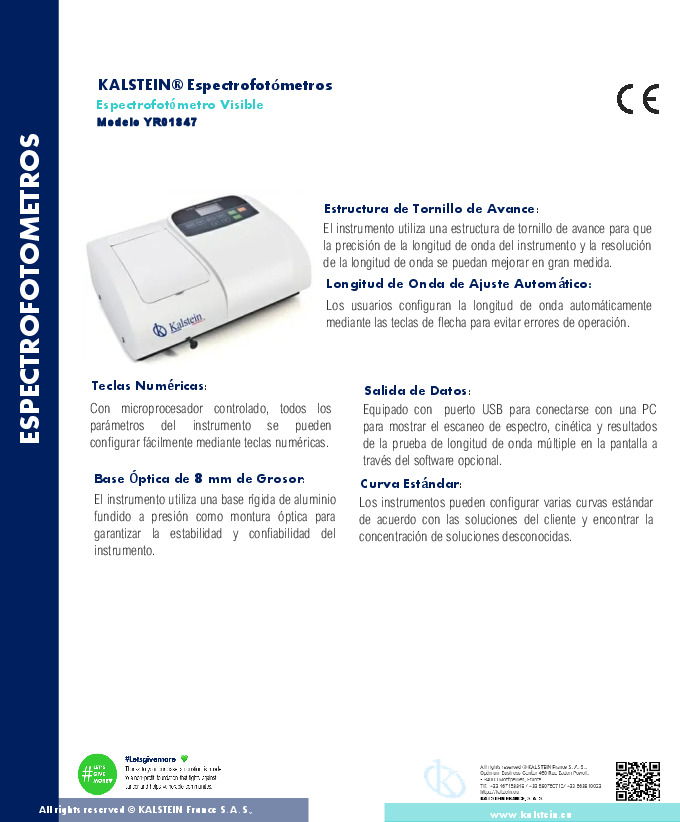 ESPECTROFOTOMETROS
KALSTEIN® Espectrofotómetros
Espectrofotómetro Visible
Modelo YR01847
CE
Kalstein
Estructura de Tornillo de Avance:
El instrumento utiliza una estructura de tornillo de avance para que
la precisión de la longitud de onda del instrumento y la resolución
de la longitud de onda se puedan mejorar en gran medida.
Longitud de Onda de Ajuste Automático:
Los usuarios configuran la longitud de onda automáticamente
mediante las teclas de flecha para evitar errores de operación.
Teclas Numéricas:
Con microprocesador controlado, todos los
parámetros del instrumento se pueden
configurar fácilmente mediante teclas numéricas.
Base Óptica de 8 mm de Grosor:
El instrumento utiliza una base rígida de aluminio
fundido a presión como montura óptica para
garantizar la estabilidad y confiabilidad del
instrumento.
Salida de Datos:
Equipado con puerto USB para conectarse con una PC
para mostrar el escaneo de espectro, cinética y resultados
de la prueba de longitud de onda múltiple en la pantalla a
través del software opcional.
Curva Estándar:
Los instrumentos pueden configurar varias curvas estándar
de acuerdo con las soluciones del cliente y encontrar la
concentración de soluciones desconocidas.
#LET'S
GIVE
MORE
#Letsgivemore
All rights reserved © KALSTEIN France S. A. S.,
KALSTEIN FRANCE, S. A. S
All rights reserved © KALSTEIN France S. A. S.,
www.kalstein.eu